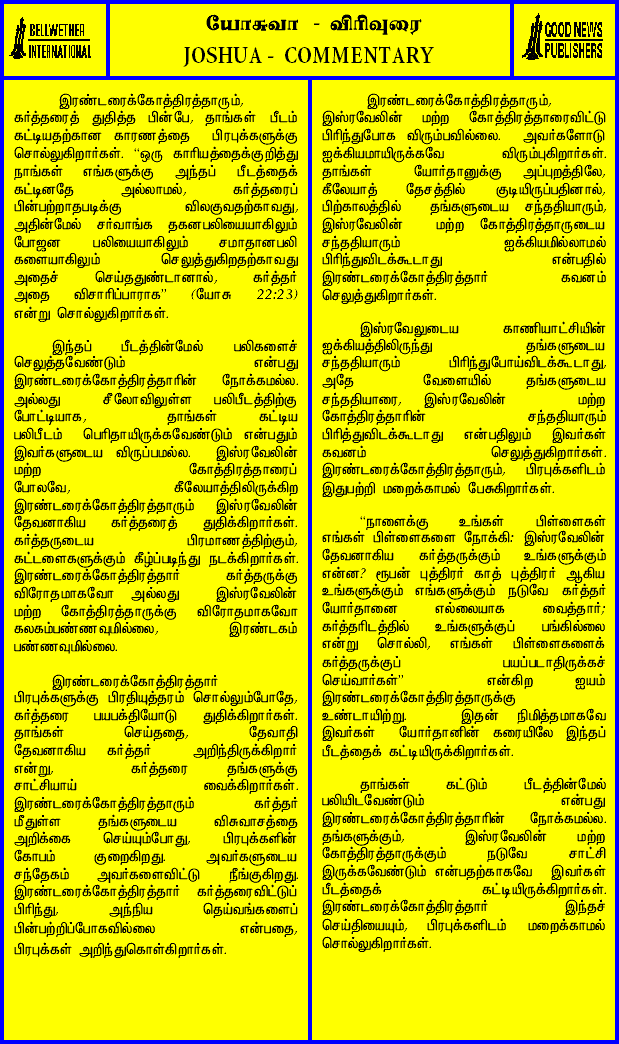 BELLWETHER
INTERNATIONAL
யோசுவா - விரிவுரை
JOSHUA - COMMENTARY
GOOD NEWS
PUBLISHERS
இரண்டரைக்கோத்திரத்தாரும்,
கர்த்தரைத் துதித்த பின்பே, தாங்கள் பீடம்
கட்டியதற்கான காரணத்தை பிரபுக்களுக்கு
சொல்லுகிறார்கள். “ஒரு காரியத்தைக்குறித்து
நாங்கள் எங்களுக்கு அந்தப் பீடத்தைக்
கட்டினதே அல்லாமல், கர்த்தரைப்
பின்பற்றாதபடிக்கு விலகுவதற்காவது,
அதின்மேல் சர்வாங்க தகனபலியையாகிலும்
போஜன பலியையாகிலும் சமாதானபலி
களையாகிலும் செலுத்துகிறதற்காவது
அதைச் செய்ததுண்டானால், கர்த்தர்
அதை விசாரிப்பாராக” (யோசு 22:23)
என்று சொல்லுகிறார்கள்.
இந்தப் பீடத்தின்மேல் பலிகளைச்
செலுத்தவேண்டும் என்பது
இரண்டரைக்கோத்திரத்தாரின் நோக்கமல்ல.
அல்லது சீலோவிலுள்ள பலிபீடத்திற்கு
போட்டியாக, தாங்கள் கட்டிய
பலிபீடம் பெரிதாயிருக்கவேண்டும் என்பதும்
இவர்களுடைய விருப்பமல்ல. இஸ்ரவேலின்
மற்ற கோத்திரத்தாரைப்
போலவே, கீலேயாத்திலிருக்கிற
இரண்டரைக்கோத்திரத்தாரும் இஸ்ரவேலின்
தேவனாகிய கர்த்தரைத் துதிக்கிறார்கள்.
கர்த்தருடைய பிரமாணத்திற்கும்,
கட்டளைகளுக்கும் கீழ்ப்படிந்து நடக்கிறார்கள்.
இரண்டரைக்கோத்திரத்தார் கர்த்தருக்கு
விரோதமாகவோ அல்லது இஸ்ரவேலின்
மற்ற கோத்திரத்தாருக்கு விரோதமாகவோ
கலகம்பண்ணவுமில்லை, இரண்டகம்
பண்ணவுமில்லை.
இரண்டரைக்கோத்திரத்தார்
பிரபுக்களுக்கு பிரதியுத்தரம் சொல்லும்போதே,
கர்த்தரை பயபக்தியோடு துதிக்கிறார்கள்.
தாங்கள் செய்ததை, தேவாதி
தேவனாகிய கர்த்தர் அறிந்திருக்கிறார்
என்று, கர்த்தரை தங்களுக்கு
சாட்சியாய் வைக்கிறார்கள்.
இரண்டரைக்கோத்திரத்தாரும் கர்த்தர்
மீதுள்ள தங்களுடைய விசுவாசத்தை
அறிக்கை செய்யும்போது, பிரபுக்களின்
கோபம் குறைகிறது. அவர்களுடைய
சந்தேகம் அவர்களைவிட்டு நீங்குகிறது.
இரண்டரைக்கோத்திரத்தார் கர்த்தரைவிட்டுப்
பிரிந்து, அந்நிய தெய்வங்களைப்
பின்பற்றிப்போகவில்லை என்பதை,
பிரபுக்கள் அறிந்துகொள்கிறார்கள்.
இரண்டரைக்கோத்திரத்தாரும்,
இஸ்ரவேலின் மற்ற கோத்திரத்தாரைவிட்டு
பிரிந்துபோக விரும்பவில்லை. அவர்களோடு
ஐக்கியமாயிருக்கவே விரும்புகிறார்கள்.
தாங்கள் யோர்தானுக்கு அப்புறத்திலே,
கீலேயாத் தேசத்தில் குடியிருப்பதினால்,
பிற்காலத்தில் தங்களுடைய சந்ததியாரும்,
இஸ்ரவேலின் மற்ற கோத்திரத்தாருடைய
சந்ததியாரும் ஐக்கியமில்லாமல்
பிரிந்துவிடக்கூடாது என்பதில்
இரண்டரைக்கோத்திரத்தார் கவனம்
செலுத்துகிறார்கள்.
இஸ்ரவேலுடைய காணியாட்சியின்
ஐக்கியத்திலிருந்து தங்களுடைய
சந்ததியாரும் பிரிந்துபோய்விடக்கூடாது,
அதே வேளையில் தங்களுடைய
சந்ததியாரை, இஸ்ரவேலின் மற்ற
கோத்திரத்தாரின் சந்ததியாரும்
பிரித்துவிடக்கூடாது என்பதிலும் இவர்கள்
கவனம் செலுத்துகிறார்கள்.
இரண்டரைக்கோத்திரத்தாரும், பிரபுக்களிடம்
இதுபற்றி மறைக்காமல் பேசுகிறார்கள்.
“நாளைக்கு உங்கள் பிள்ளைகள்
எங்கள் பிள்ளைகளை நோக்கி: இஸ்ரவேலின்
தேவனாகிய கர்த்தருக்கும் உங்களுக்கும்
என்ன? ரூபன் புத்திரர் காத் புத்திரர் ஆகிய
உங்களுக்கும் எங்களுக்கும் நடுவே கர்த்தர்
யோர்தானை எல்லையாக வைத்தார்;
கர்த்தரிடத்தில் உங்களுக்குப் பங்கில்லை
என்று சொல்லி, எங்கள் பிள்ளைகளைக்
கர்த்தருக்குப் பயப்படாதிருக்கச்
செய்வார்கள்” என்கிற ஐயம்
இரண்டரைக்கோத்திரத்தாருக்கு
உண்டாயிற்று. இதன் நிமித்தமாகவே
இவர்கள் யோர்தானின் கரையிலே இந்தப்
பீடத்தைக் கட்டியிருக்கிறார்கள்.
தாங்கள் கட்டும் பீடத்தின்மேல்
பலியிடவேண்டும் என்பது
இரண்டரைக்கோத்திரத்தாரின் நோக்கமல்ல.
தங்களுக்கும், இஸ்ரவேலின் மற்ற
கோத்திரத்தாருக்கும் நடுவே சாட்சி
இருக்கவேண்டும் என்பதற்காகவே இவர்கள்
பீடத்தைக் கட்டியிருக்கிறார்கள்.
இரண்டரைக்கோத்திரத்தார் இந்தச்
செய்தியையும், பிரபுக்களிடம் மறைக்காமல்
சொல்லுகிறார்கள்.